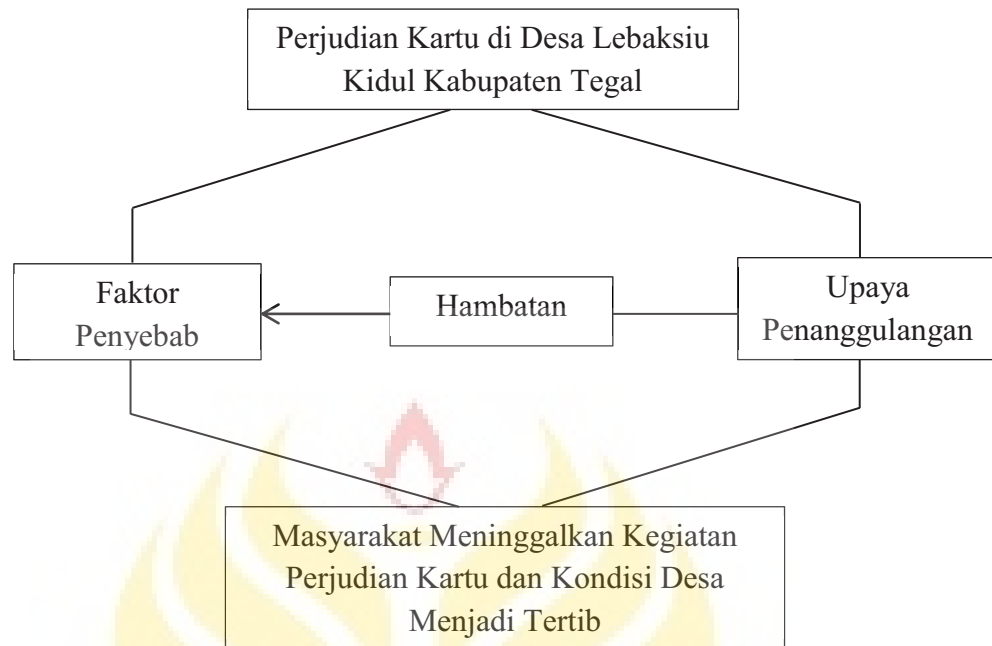 Perjudian Kartu di Desa Lebaksiu
Kidul Kabupaten Tegal
Faktor
Penyebab
Hambatan
Upaya
Penanggulangan
Masyarakat Meninggalkan Kegiatan
Perjudian Kartu dan Kondisi Desa
Menjadi Tertib